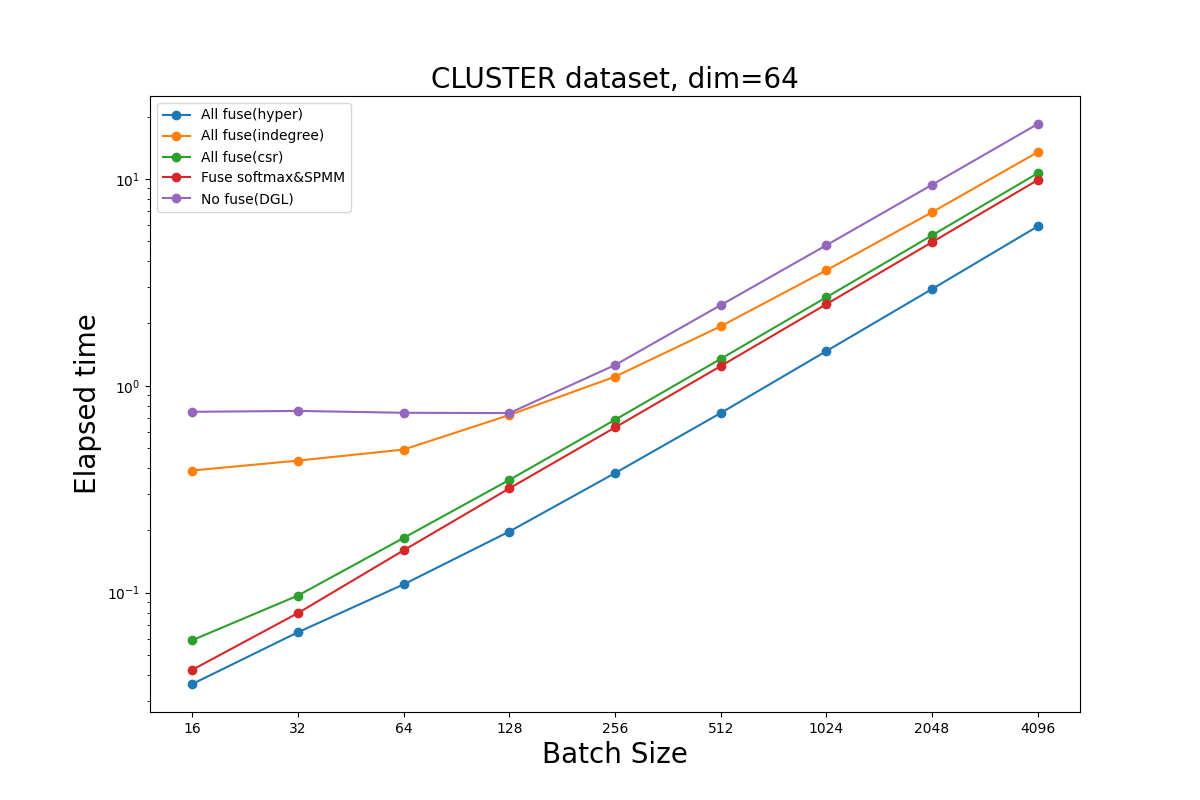 CLUSTER dataset, dim=64
All fuse(hyper)
All fuse(indegree)
All fuse(csr)
Fuse softmax&SPMM
No fuse(DGL)
Elapsed time
10¹
10⁰
10⁻¹
16 32 64 128 256 512 1024 2048 4096
Batch Size